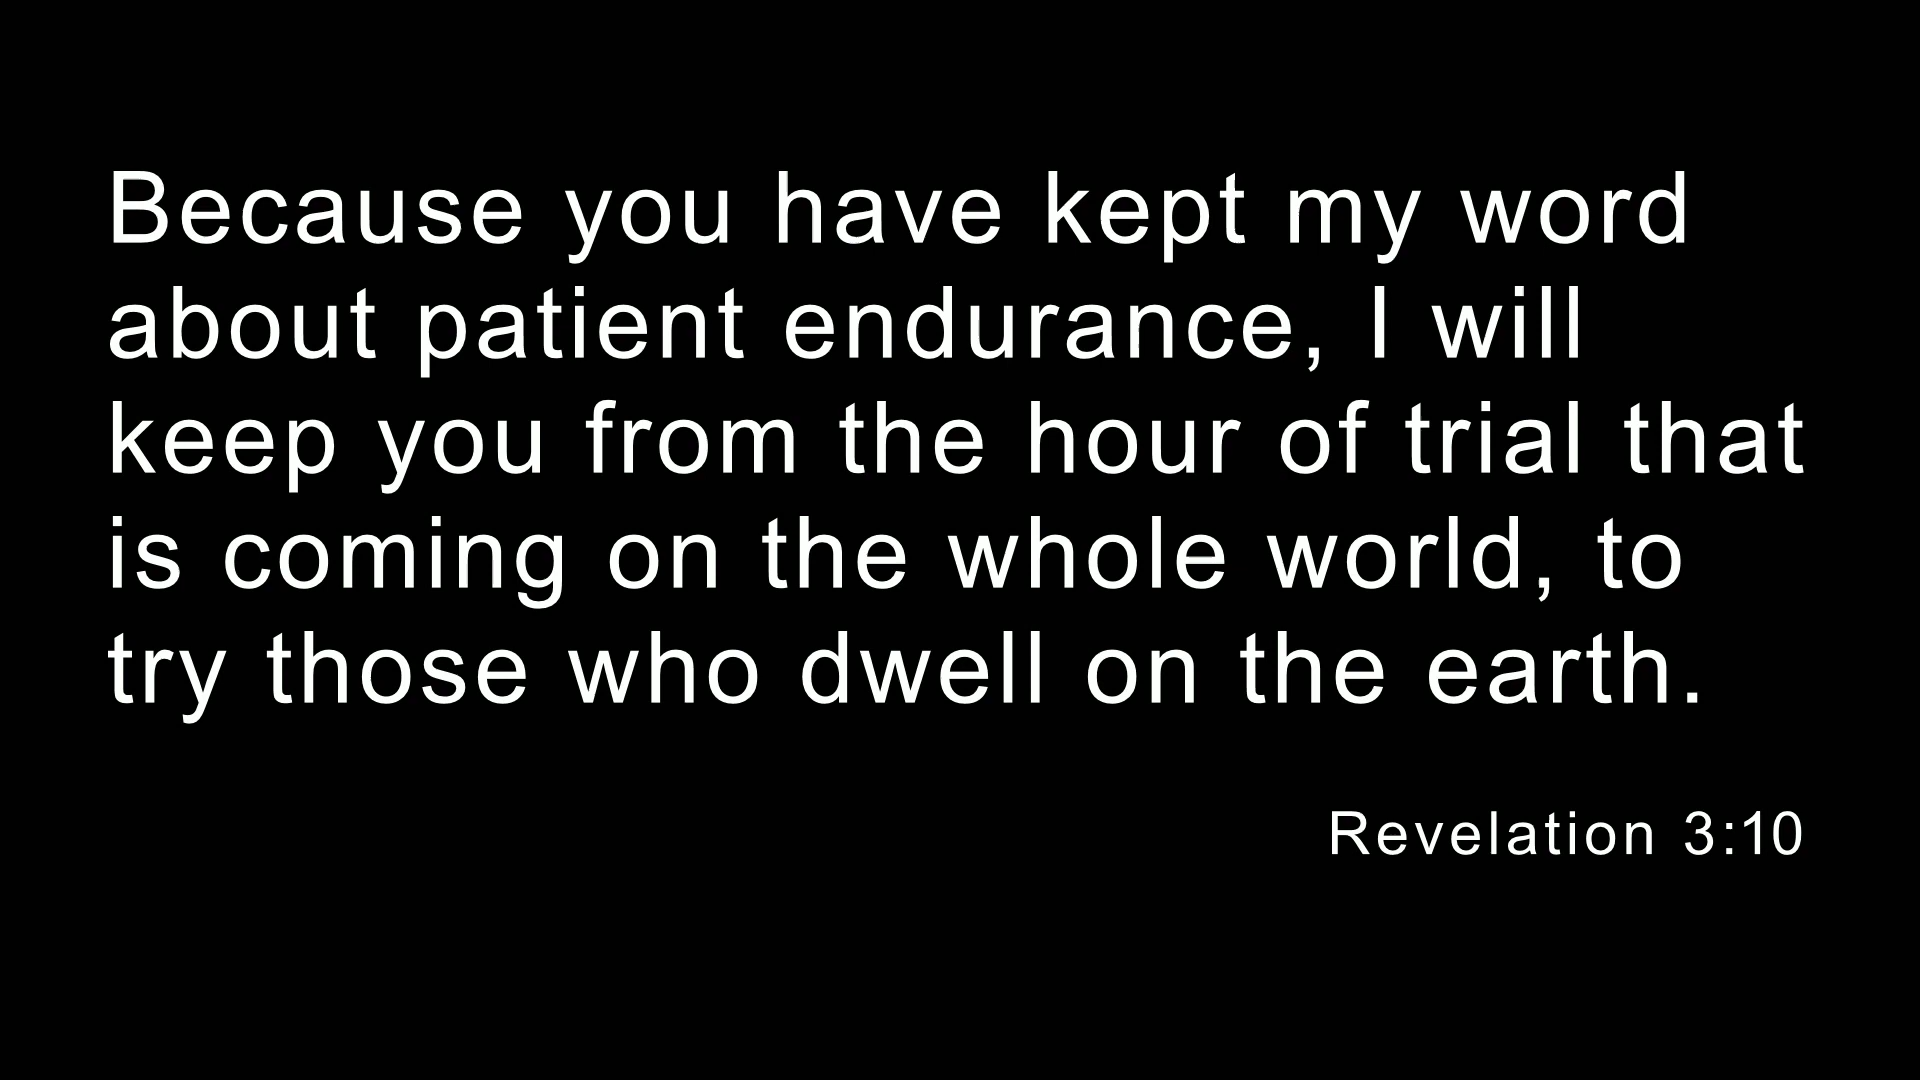 Because you have kept my word
about patient endurance, I will
keep you from the hour of trial that
is coming on the whole world, to
try those who dwell on the earth.
Revelation 3:10